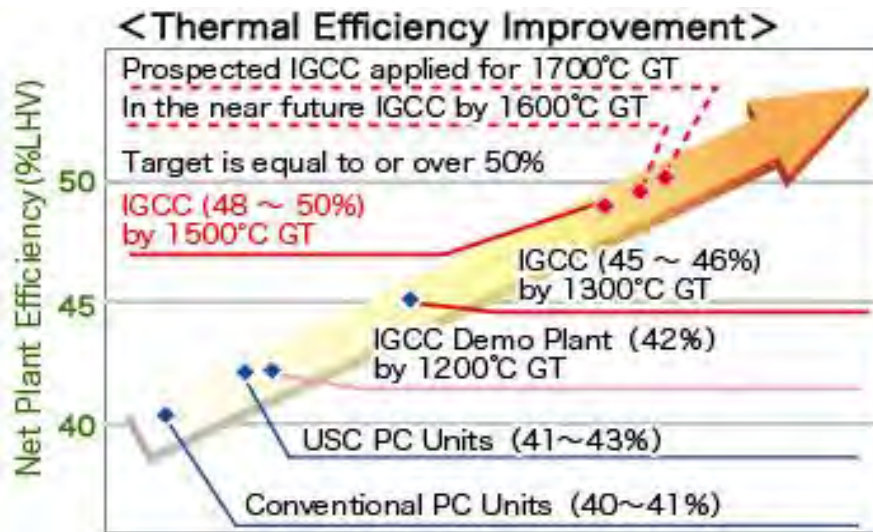 <Thermal Efficiency Improvement>
Prospected IGCC applied for 1700°C GT
In the near future IGCC by 1600°C GT
Target is equal to or over 50%
50
IGCC (48 ~ 50%)
by 1500°C GT
IGCC (45 ~ 46%)
by 1300°C GT
45
IGCC Demo Plant (42%)
by 1200°C GT
40
USC PC Units (41~43%)
Conventional PC Units (40~41%)
Net Plant Efficiency(%LHV)